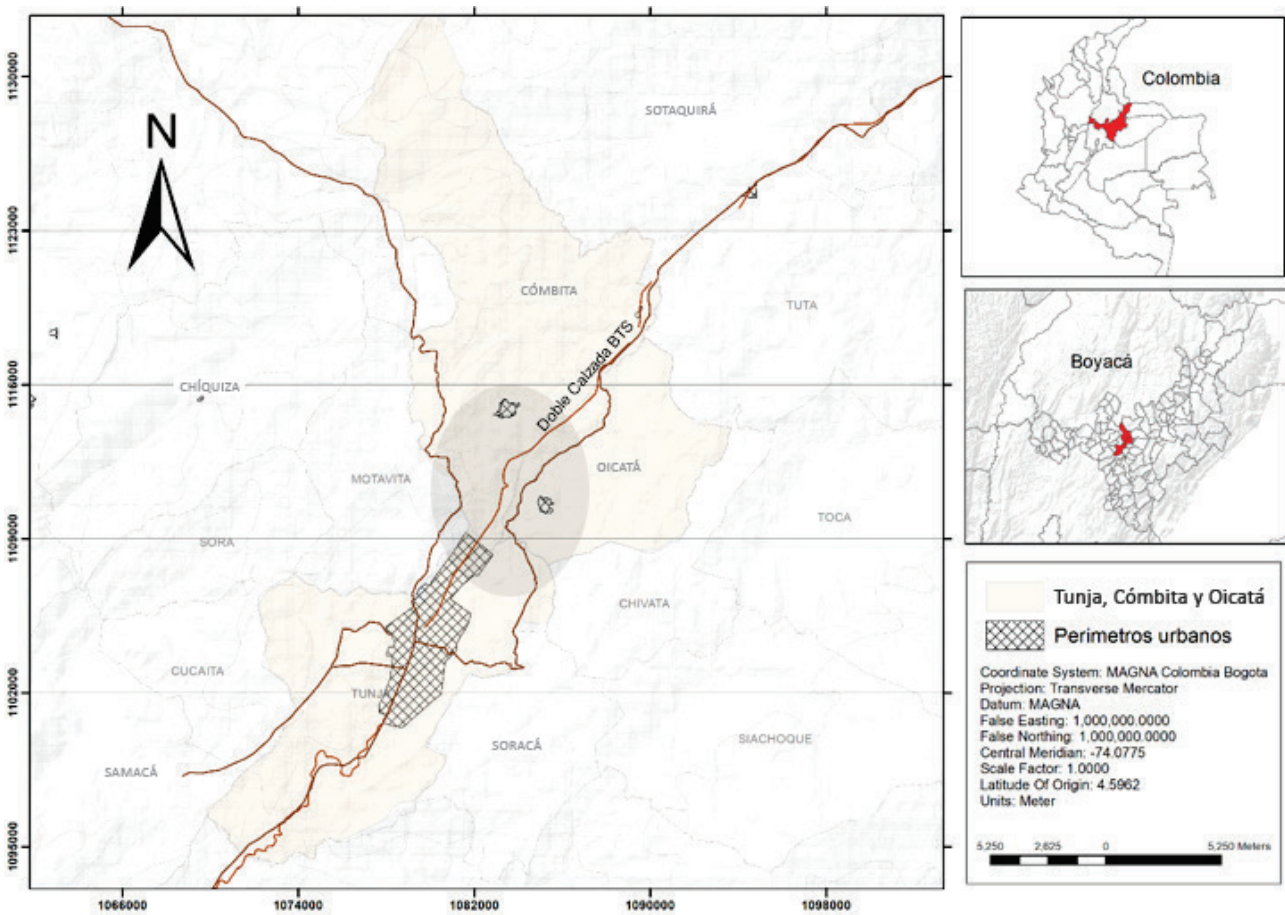 N
SOTAQUIRÁ
CÓMBITA
TUTA
Doble Calzada BTS
CHÍQUIZA
MOTAVITA
OICATÁ
SORA
TOCA
CHIVATA
CUCAITA
TUNJA
SORACÁ
SIACHOQUE
SAMACÁ
1130000
1123000
1116000
1109000
1102000
1095000
1066000
1074000
1082000
1090000
1098000
Colombia
Boyacá
Tunja, Cómbita y Oicatá
Perimetros urbanos
Coordinate System: MAGNA Colombia Bogota
Projection: Transverse Mercator
Datum: MAGNA
False Easting: 1,000,000.0000
False Northing: 1,000,000.0000
Central Meridian: -74.0775
Scale Factor: 1.0000
Latitude Of Origin: 4.5962
Units: Meter
5,250 2,625 0 5,250 Meters